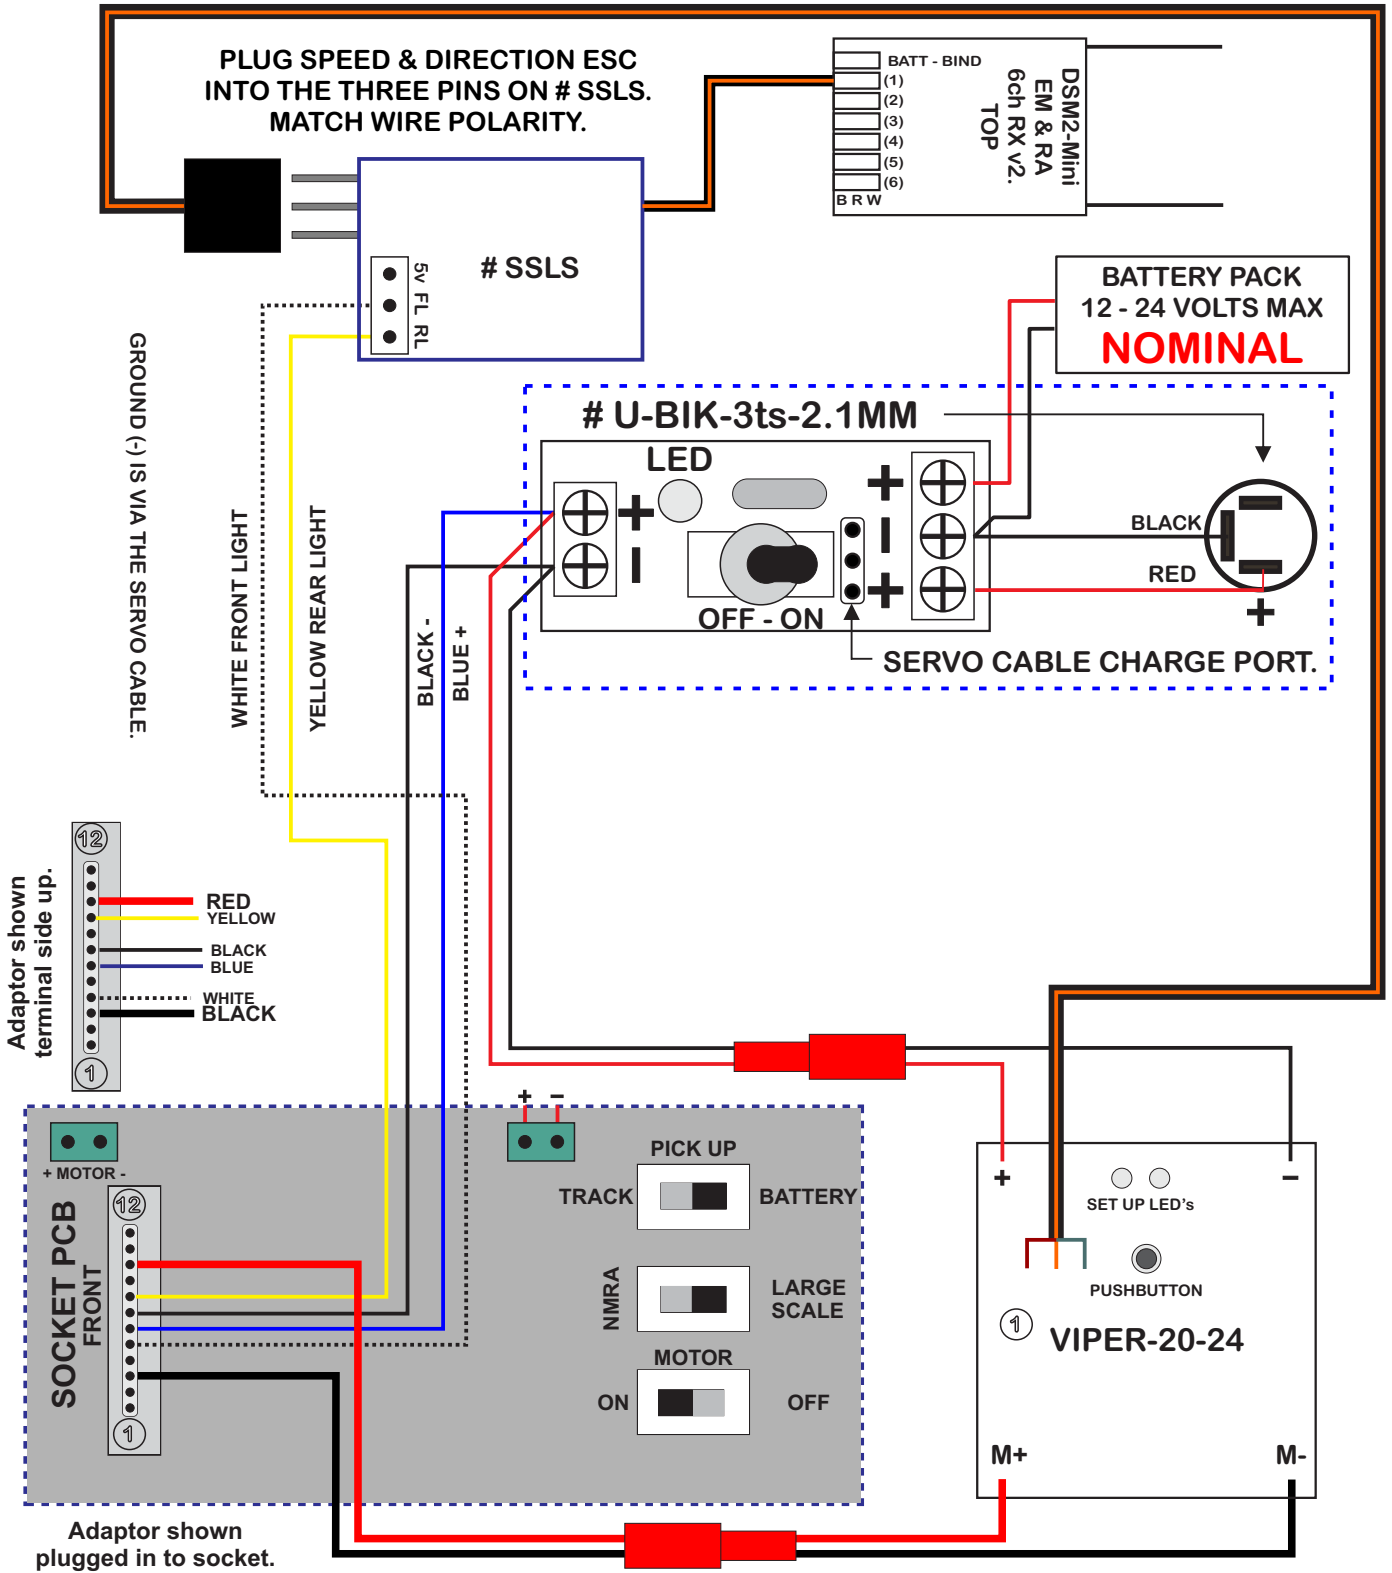 PLUG SPEED & DIRECTION ESC
INTO THE THREE PINS ON # SSLS.
MATCH WIRE POLARITY.
BATT - BIND
(1)
(2)
(3)
(4)
(5)
(6)
B R W
DSM2-Mini
EM & RA
6ch RX v2.
TOP
# SSLS
5v FL RL
BATTERY PACK
12 - 24 VOLTS MAX
NOMINAL
GROUND (-) IS VIA THE SERVO CABLE.
WHITE FRONT LIGHT
YELLOW REAR LIGHT
BLACK -
BLUE +
# U-BIK-3ts-2.1MM
LED
+
-
+
-
+
OFF - ON
BLACK
RED
+
SERVO CABLE CHARGE PORT.
Adaptor shown
terminal side up.
12
RED
YELLOW
BLACK
BLUE
WHITE
BLACK
1
+ MOTOR -
+ -
SOCKET PCB
FRONT
12
1
PICK UP
TRACK
BATTERY
NMRA
LARGE
SCALE
MOTOR
ON
OFF
Adaptor shown
plugged in to socket.
+
-
SET UP LED's
PUSHBUTTON
1
VIPER-20-24
M+
M-